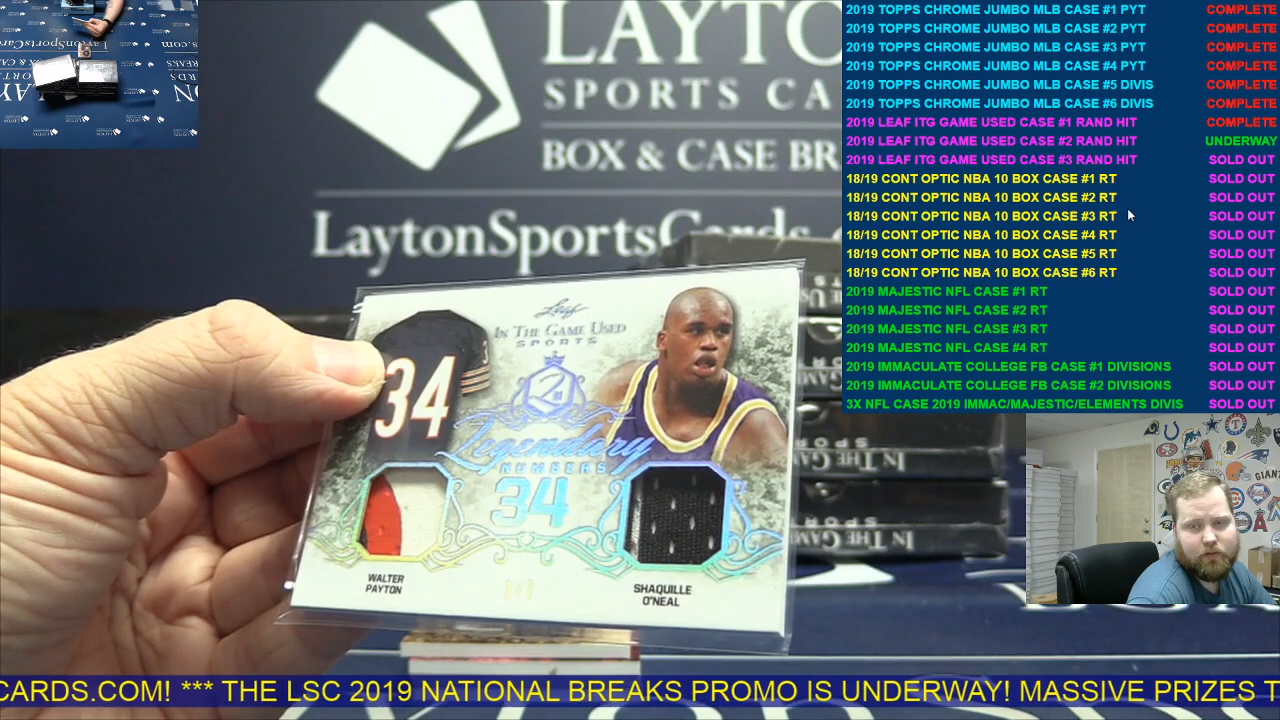 LAYTO
SPORTS CA
BOX & CASE BR
LaytonSportsCards.
2019 TOPPS CHROME JUMBO MLB CASE #1 PYT COMPLETE
2019 TOPPS CHROME JUMBO MLB CASE #2 PYT COMPLETE
2019 TOPPS CHROME JUMBO MLB CASE #3 PYT COMPLETE
2019 TOPPS CHROME JUMBO MLB CASE #4 PYT COMPLETE
2019 TOPPS CHROME JUMBO MLB CASE #5 DIVIS COMPLETE
2019 TOPPS CHROME JUMBO MLB CASE #6 DIVIS COMPLETE
2019 LEAF ITG GAME USED CASE #1 RAND HIT COMPLETE
2019 LEAF ITG GAME USED CASE #2 RAND HIT UNDERWAY
2019 LEAF ITG GAME USED CASE #3 RAND HIT SOLD OUT
18/19 CONT OPTIC NBA 10 BOX CASE #1 RT SOLD OUT
18/19 CONT OPTIC NBA 10 BOX CASE #2 RT SOLD OUT
18/19 CONT OPTIC NBA 10 BOX CASE #3 RT SOLD OUT
18/19 CONT OPTIC NBA 10 BOX CASE #4 RT SOLD OUT
18/19 CONT OPTIC NBA 10 BOX CASE #5 RT SOLD OUT
18/19 CONT OPTIC NBA 10 BOX CASE #6 RT SOLD OUT
2019 MAJESTIC NFL CASE #1 RT SOLD OUT
2019 MAJESTIC NFL CASE #2 RT SOLD OUT
2019 MAJESTIC NFL CASE #3 RT SOLD OUT
2019 MAJESTIC NFL CASE #4 RT SOLD OUT
2019 IMMACULATE COLLEGE FB CASE #1 DIVISIONS SOLD OUT
2019 IMMACULATE COLLEGE FB CASE #2 DIVISIONS SOLD OUT
3X NFL CASE 2019 IMMAC/MAJESTIC/ELEMENTS DIVIS SOLD OUT
Leaf
IN THE GAME USED
SPORTS
34
Legendary
NUMBERS
34
WALTER
PAYTON
SHAQUILLE
O'NEAL
IN THE GAM
SPOR
IN THE GAME
SPOR
IN THE GAME
GIAN
CARDS.COM! *** THE LSC 2019 NATIONAL BREAKS PROMO IS UNDERWAY! MASSIVE PRIZES T